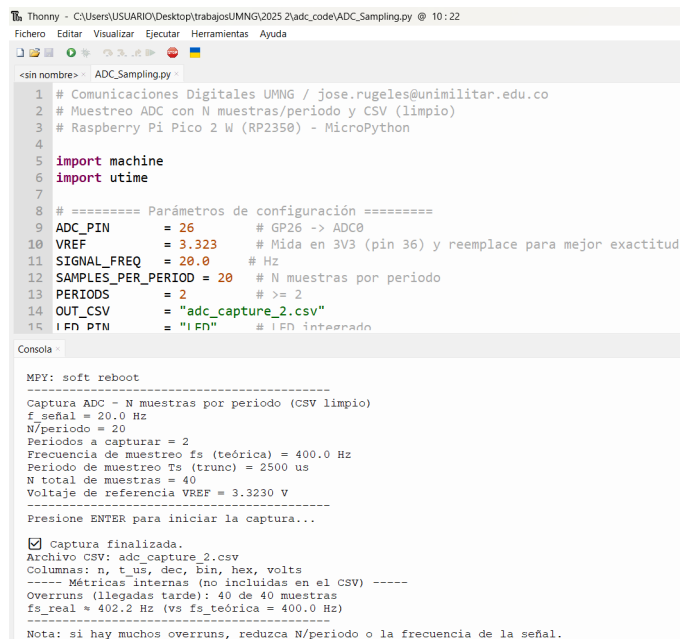 Thonny - C:\Users\USUARIO\Desktop\trabajosUMNG\2025 2\adc_code\ADC_Sampling.py @ 10 : 22
Fichero Editar Visualizar Ejecutar Herramientas Ayuda
<sin nombre> × ADC_Sampling.py ×
1 # Comunicaciones Digitales UMNG / jose.rugeles@unimilitar.edu.co
2 # Muestreo ADC con N muestras/periodo y CSV (limpio)
3 # Raspberry Pi Pico 2 W (RP2350) - MicroPython
4
5 import machine
6 import utime
7
8 # ========= Parámetros de configuración =========
9 ADC_PIN = 26 # GP26 -> ADC0
10 VREF = 3.323 # Mida en 3V3 (pin 36) y reemplace para mejor exactitud
11 SIGNAL_FREQ = 20.0 # Hz
12 SAMPLES_PER_PERIOD = 20 # N muestras por periodo
13 PERIODS = 2 # >= 2
14 OUT_CSV = "adc_capture_2.csv"
15 LED_PIN = "LED" # LED integrado
Consola ×
MPY: soft reboot
-------------------------------------------
Captura ADC - N muestras por periodo (CSV limpio)
f_señal = 20.0 Hz
N/periodo = 20
Periodos a capturar = 2
Frecuencia de muestreo fs (teórica) = 400.0 Hz
Periodo de muestreo Ts (trunc) = 2500 us
N total de muestras = 40
Voltaje de referencia VREF = 3.3230 V
-------------------------------------------
Presione ENTER para iniciar la captura...
☑ Captura finalizada.
Archivo CSV: adc_capture_2.csv
Columnas: n, t_us, dec, bin, hex, volts
----- Métricas internas (no incluidas en el CSV) -----
Overruns (llegadas tarde): 40 de 40 muestras
fs_real ≈ 402.2 Hz (vs fs_teórica = 400.0 Hz)
-------------------------------------------
Nota: si hay muchos overruns, reduzca N/periodo o la frecuencia de la señal.